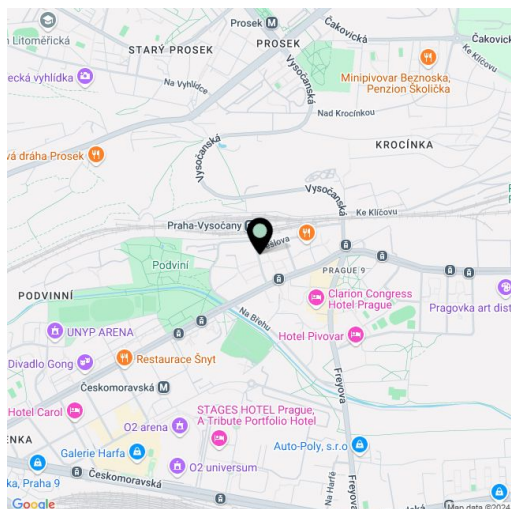 Prosek M
Čakovická
Litoměřická
STARÝ PROSEK
PROSEK
Čakovick
Ke Klíčovu
ecká vyhlídka
Na Vyhlídce
Vysočanská
Minipivovar Beznoska,
Penzion Školička
Nad Krocínkou
KROCÍNKA
vá dráha Prosek
Vysočanská
Vysočanská
Ke Klíčovu
Praha-Vysočany
Podviní
PRAGUE 9
PODVINNÍ
Clarion Congress
Hotel Prague
Pragovka art dist
Na Břehu
UNYP ARENA
Hotel Pivovar
Divadlo Gong
Restaurace Šnyt
Freyova
Českomoravská M
Hotel Carol
STAGES HOTEL Prague,
A Tribute Portfolio Hotel
O2 arena
ENKA
Galerie Harfa
Auto-Poly, s.r.o
O2 universum
Českomoravská
ka, Praha 9
Na Harfě
Freyova
Google
Map data ©2024